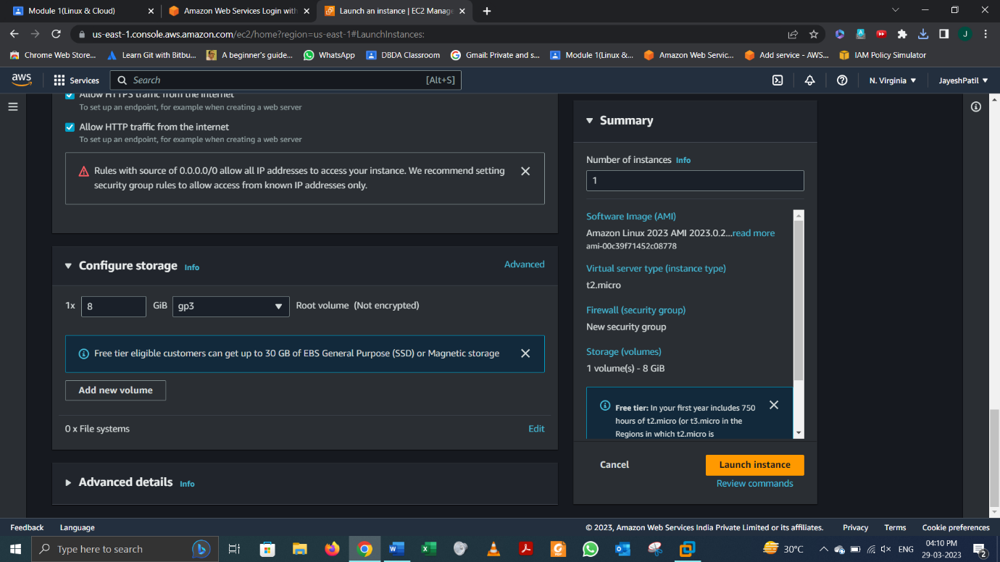 Module 1(Linux & Cloud)
Amazon Web Services Login with
Launch an instance | EC2 Manage
us-east-1.console.aws.amazon.com/ec2/home?region=us-east-1#LaunchInstances:
J
Chrome Web Store...
Learn Git with Bitbu...
A beginner's guide...
WhatsApp
DBDA Classroom
Gmail: Private and s...
Module 1(Linux &...
Amazon Web Servic...
Add service - AWS...
IAM Policy Simulator
aws
Services
Search
[Alt+S]
N. Virginia
JayeshPatil
Allow HTTPS traffic from the internet
To set up an endpoint, for example when creating a web server
Allow HTTP traffic from the internet
To set up an endpoint, for example when creating a web server
Rules with source of 0.0.0.0/0 allow all IP addresses to access your instance. We recommend setting
security group rules to allow access from known IP addresses only.
Configure storage Info
Advanced
1x 8 GiB gp3 Root volume (Not encrypted)
Free tier eligible customers can get up to 30 GB of EBS General Purpose (SSD) or Magnetic storage
Add new volume
0 x File systems
Edit
Advanced details Info
Summary
Number of instances Info
1
Software Image (AMI)
Amazon Linux 2023 AMI 2023.0.2...read more
ami-00c39f71452c08778
Virtual server type (instance type)
t2.micro
Firewall (security group)
New security group
Storage (volumes)
1 volume(s) - 8 GiB
Free tier: In your first year includes 750
hours of t2.micro (or t3.micro in the
Regions in which t2.micro is
Cancel
Launch instance
Review commands
Feedback
Language
© 2023, Amazon Web Services India Private Limited or its affiliates.
Privacy
Terms
Cookie preferences
Type here to search
30°C
ENG
04:10 PM
29-03-2023
2